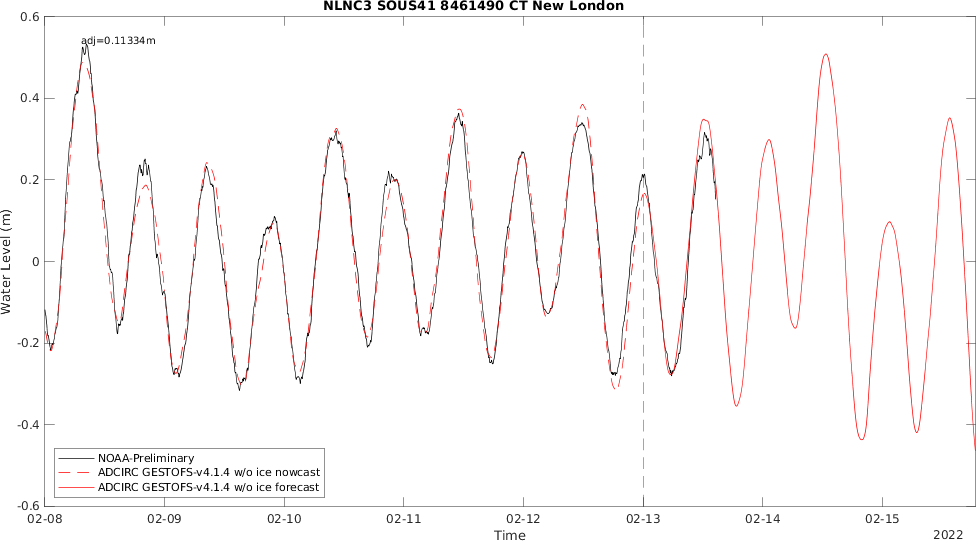 NLNC3 SOUS41 8461490 CT New London
adj=0.11334m
0.6
0.4
0.2
0
-0.2
-0.4
-0.6
Water Level (m)
NOAA-Preliminary
ADCIRC GESTOFS-v4.1.4 w/o ice nowcast
ADCIRC GESTOFS-v4.1.4 w/o ice forecast
02-08 02-09 02-10 02-11 02-12 02-13 02-14 02-15
Time
2022